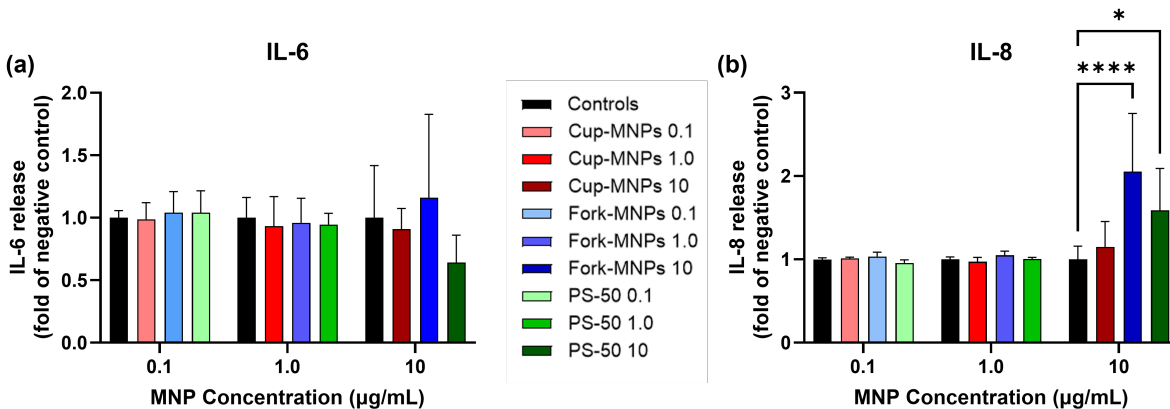 (a)
IL-6
IL-6 release
(fold of negative control)
2.0
1.5
1.0
0.5
0.0
0.1
1.0
10
MNP Concentration (µg/mL)
Controls
Cup-MNPs 0.1
Cup-MNPs 1.0
Cup-MNPs 10
Fork-MNPs 0.1
Fork-MNPs 1.0
Fork-MNPs 10
PS-50 0.1
PS-50 1.0
PS-50 10
(b)
IL-8
*
****
IL-8 release
(fold of negative control)
3
2
1
0
0.1
1.0
10
MNP Concentration (µg/mL)